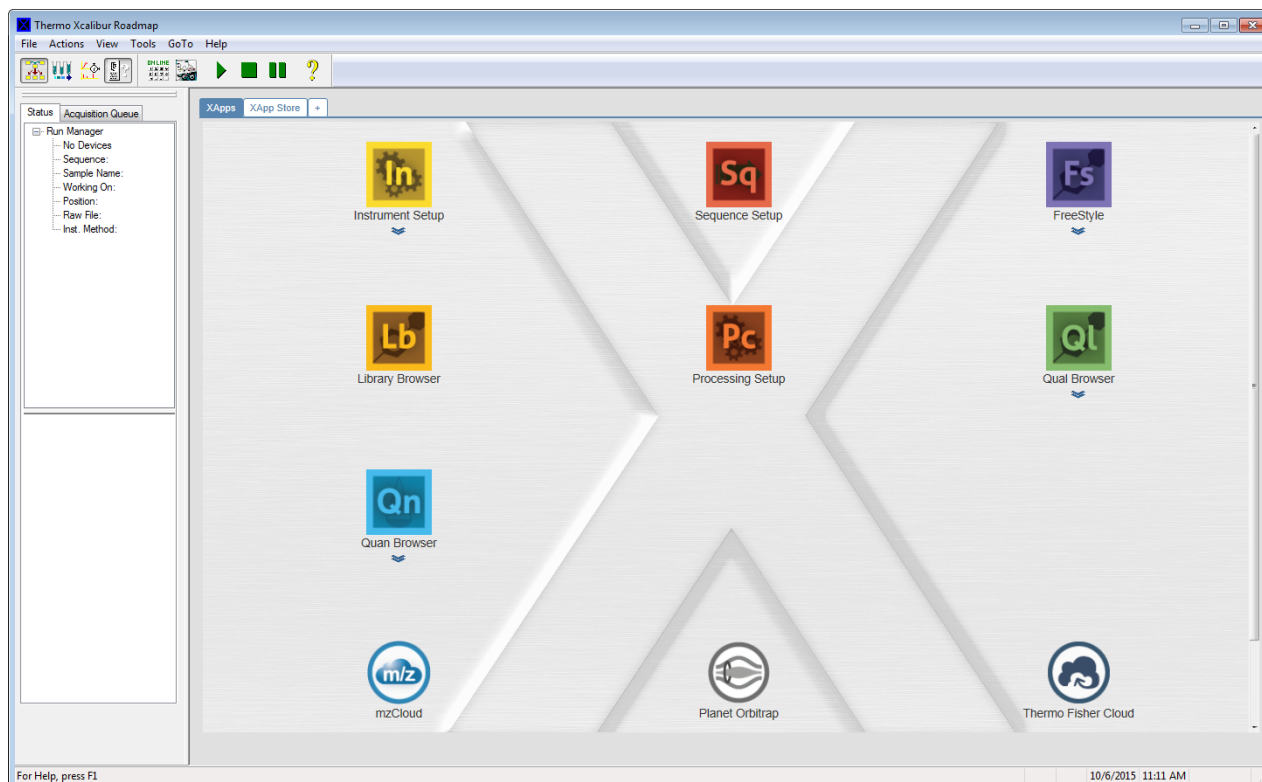 Thermo Xcalibur Roadmap
File Actions View Tools GoTo Help
ONLINE
Status Acquisition Queue
Run Manager
No Devices
Sequence:
Sample Name:
Working On:
Position:
Raw File:
Inst. Method:
XApps XApp Store +
In Sq Fs
Instrument Setup Sequence Setup FreeStyle
Lb Pc Ql
Library Browser Processing Setup Qual Browser
Qn
Quan Browser
m/z
mzCloud Planet Orbitrap Thermo Fisher Cloud
For Help, press F1 10/6/2015 11:11 AM